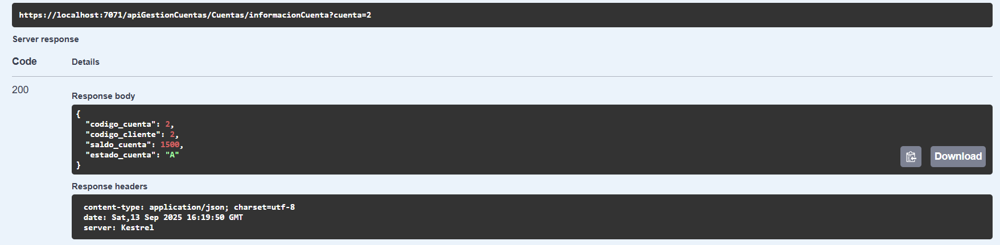 https://localhost:7071/apiGestionCuentas/Cuentas/informacionCuenta?cuenta=2
Server response
Code Details
200
Response body
{
  "codigo_cuenta": 2,
  "codigo_cliente": 2,
  "saldo_cuenta": 1500,
  "estado_cuenta": "A"
}
Download
Response headers
content-type: application/json; charset=utf-8
date: Sat,13 Sep 2025 16:19:50 GMT
server: Kestrel